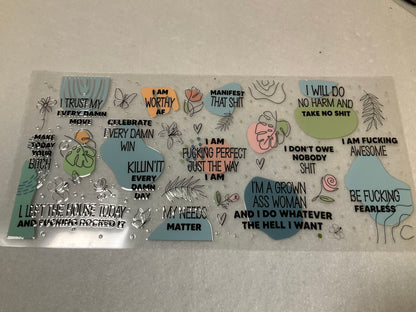 I TRUST MY
EVERY DAMN
MOVE
I AM
WORTHY
AF
MANIFEST
THAT SHIT
I WILL DO
NO HARM AND
TAKE NO SHIT
MAKE
TODAY
YOUR
BITCH
CELEBRATE
EVERY DAMN
WIN
I AM
FUCKING PERFECT
JUST THE WAY
I AM
I DON'T OWE
NOBODY
SHIT
I AM FUCKING
AWESOME
KILLIN'IT
EVERY
DAMN
DAY
I'M A GROWN
ASS WOMAN
AND I DO WHATEVER
THE HELL I WANT
BE FUCKING
FEARLESS
I LEFT THE HOUSE TODAY
AND FUCKING ROCKED IT
MY NEEDS
MATTER